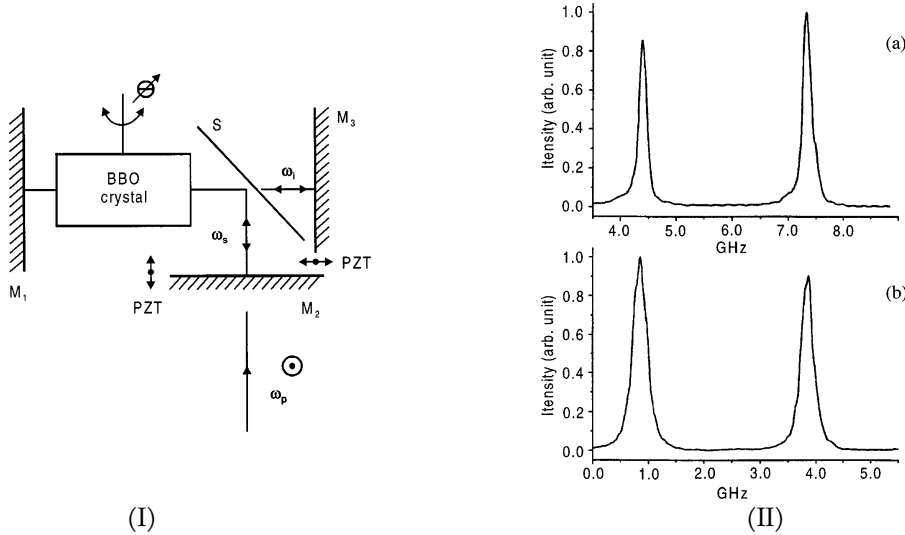 S
M3
BBO
crystal
ωi
ωs
PZT
M1
PZT
M2
ωp
(I)
(a)
Itensity (arb. unit)
1.0
0.8
0.6
0.4
0.2
0.0
4.0 5.0 6.0 7.0 8.0
GHz
(b)
Itensity (arb. unit)
1.0
0.8
0.6
0.4
0.2
0.0
0.0 1.0 2.0 3.0 4.0 5.0
GHz
(II)